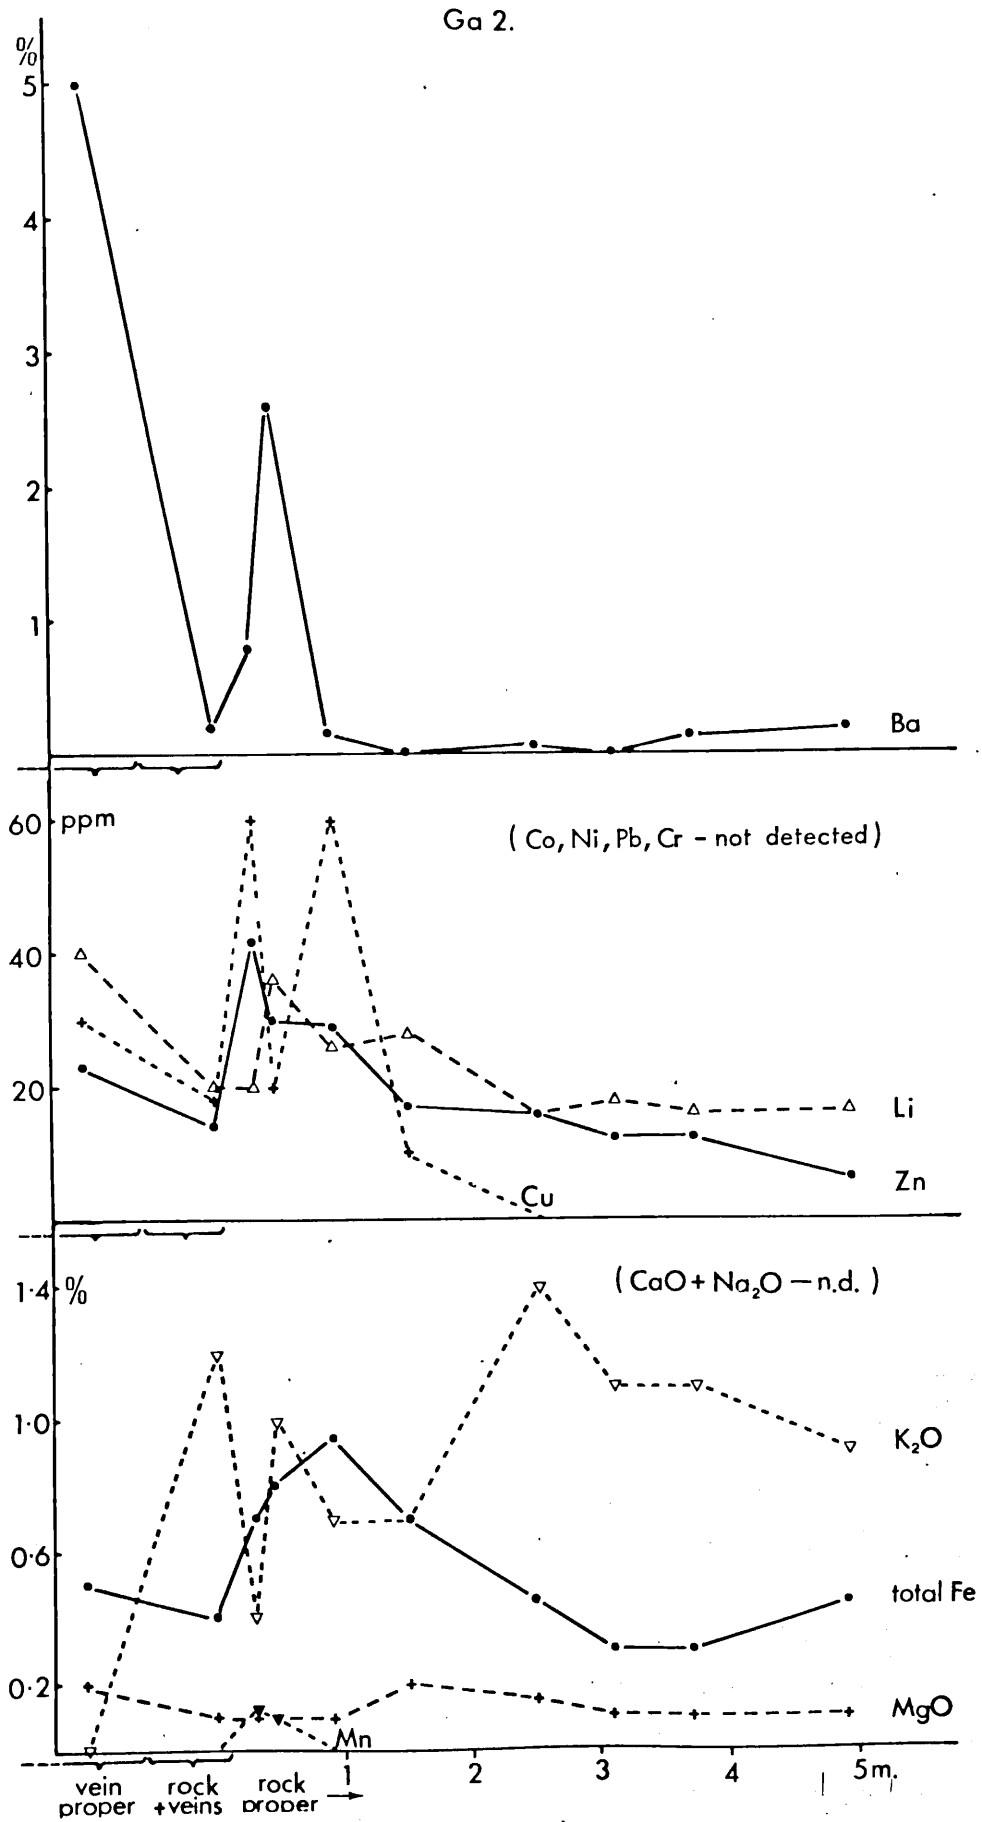 Ga 2.
%
5
4
3
2
1
Ba
60 ppm
(Co, Ni, Pb, Cr - not detected)
40
20
Li
Zn
Cu
1·4 %
(CaO + Na₂O — n.d.)
1·0
K₂O
0·6
total Fe
0·2
MgO
Mn
1 2 3 4 5m.
vein proper
rock +veins
rock proper →